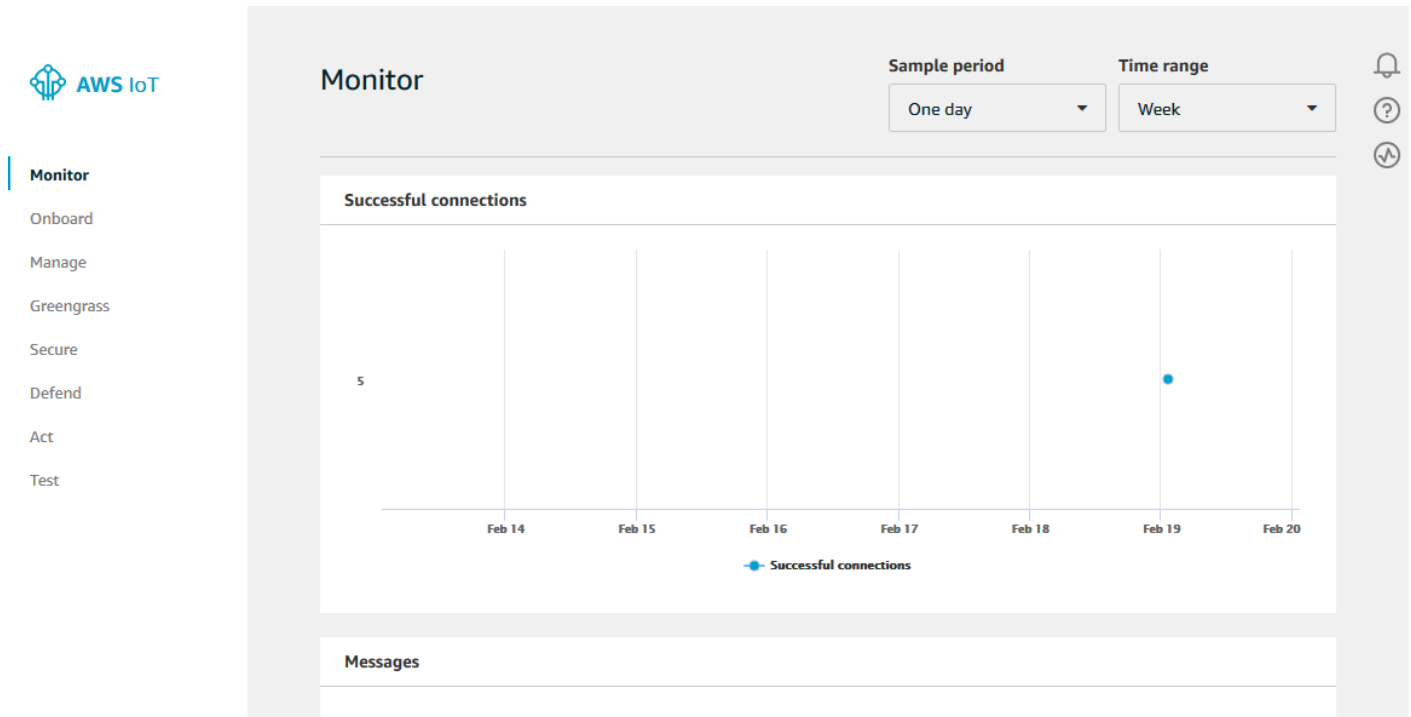 AWS IoT
Monitor
Onboard
Manage
Greengrass
Secure
Defend
Act
Test
Monitor
Sample period
One day
Time range
Week
Successful connections
5
Feb 14 Feb 15 Feb 16 Feb 17 Feb 18 Feb 19 Feb 20
Successful connections
Messages